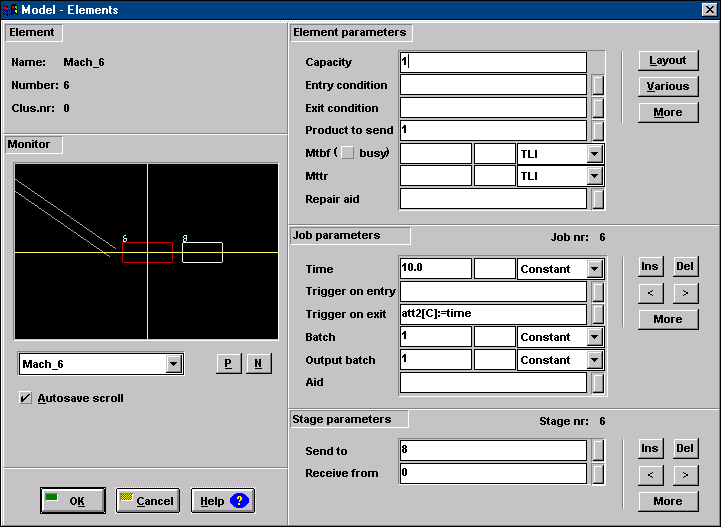 Model - Elements
Element
Name: Mach_6
Number: 6
Clus.nr: 0
Monitor
6
8
Mach_6
P
N
Autosave scroll
OK
Cancel
Help ?
Element parameters
Capacity 1
Entry condition
Exit condition
Product to send 1
Mtbf ( busy) TLI
Mttr TLI
Repair aid
Layout
Various
More
Job parameters Job nr: 6
Time 10.0 Constant
Trigger on entry
Trigger on exit att2[C]:=time
Batch 1 Constant
Output batch 1 Constant
Aid
Ins Del
< >
More
Stage parameters Stage nr: 6
Send to 8
Receive from 0
Ins Del
< >
More